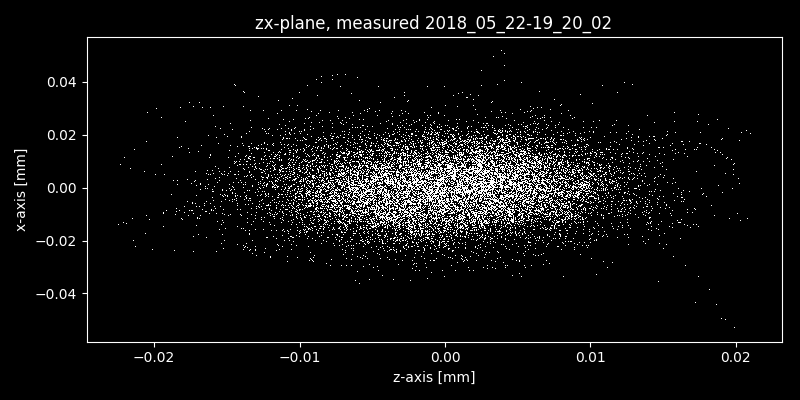 zx-plane, measured 2018_05_22-19_20_02
0.04
0.02
0.00
−0.02
−0.04
x-axis [mm]
−0.02 −0.01 0.00 0.01 0.02
z-axis [mm]